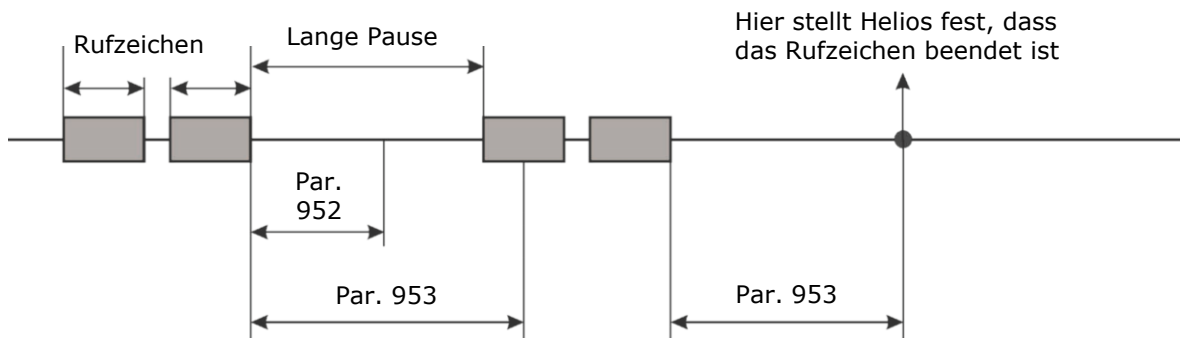 Rufzeichen
Lange Pause
Hier stellt Helios fest, dass
das Rufzeichen beendet ist
Par.
952
Par. 953
Par. 953